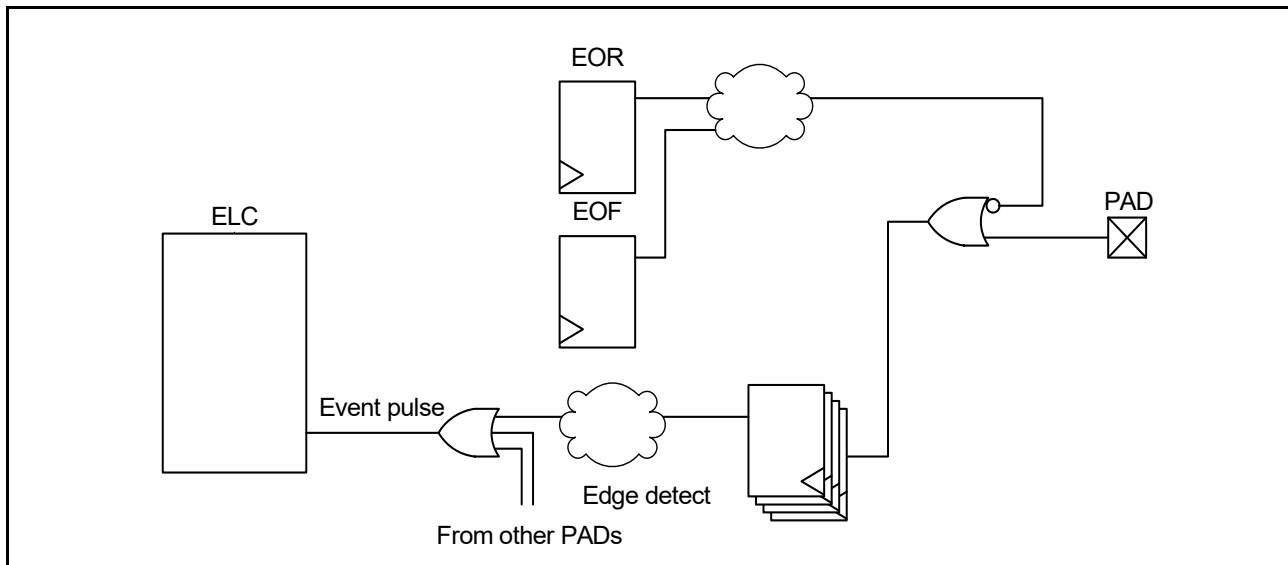 EOR
PAD
EOF
ELC
Event pulse
Edge detect
From other PADs